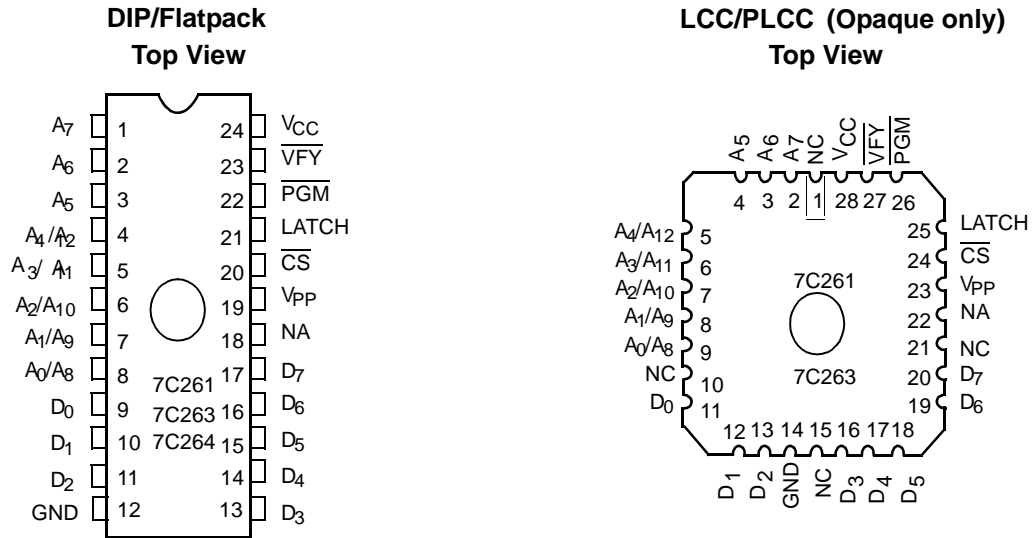 DIP/Flatpack
Top View
A7 1 24 VCC
A6 2 23 VFY
A5 3 22 PGM
A4/A12 4 21 LATCH
A3/A11 5 20 CS
A2/A10 6 19 VPP
A1/A9 7 18 NA
A0/A8 8 17 D7
7C261
D0 9 16 D6
7C263
D1 10 15 D5
7C264
D2 11 14 D4
GND 12 13 D3
LCC/PLCC (Opaque only)
Top View
A5 A6 A7 NC VCC VFY PGM
4 3 2 1 28 27 26
A4/A12 5 25 LATCH
A3/A11 6 24 CS
A2/A10 7 23 VPP
A1/A9 8 22 NA
A0/A8 9 21 NC
NC 10 20 D7
D0 11 19 D6
7C261
7C263
12 13 14 15 16 17 18
D1 D2 GND NC D3 D4 D5